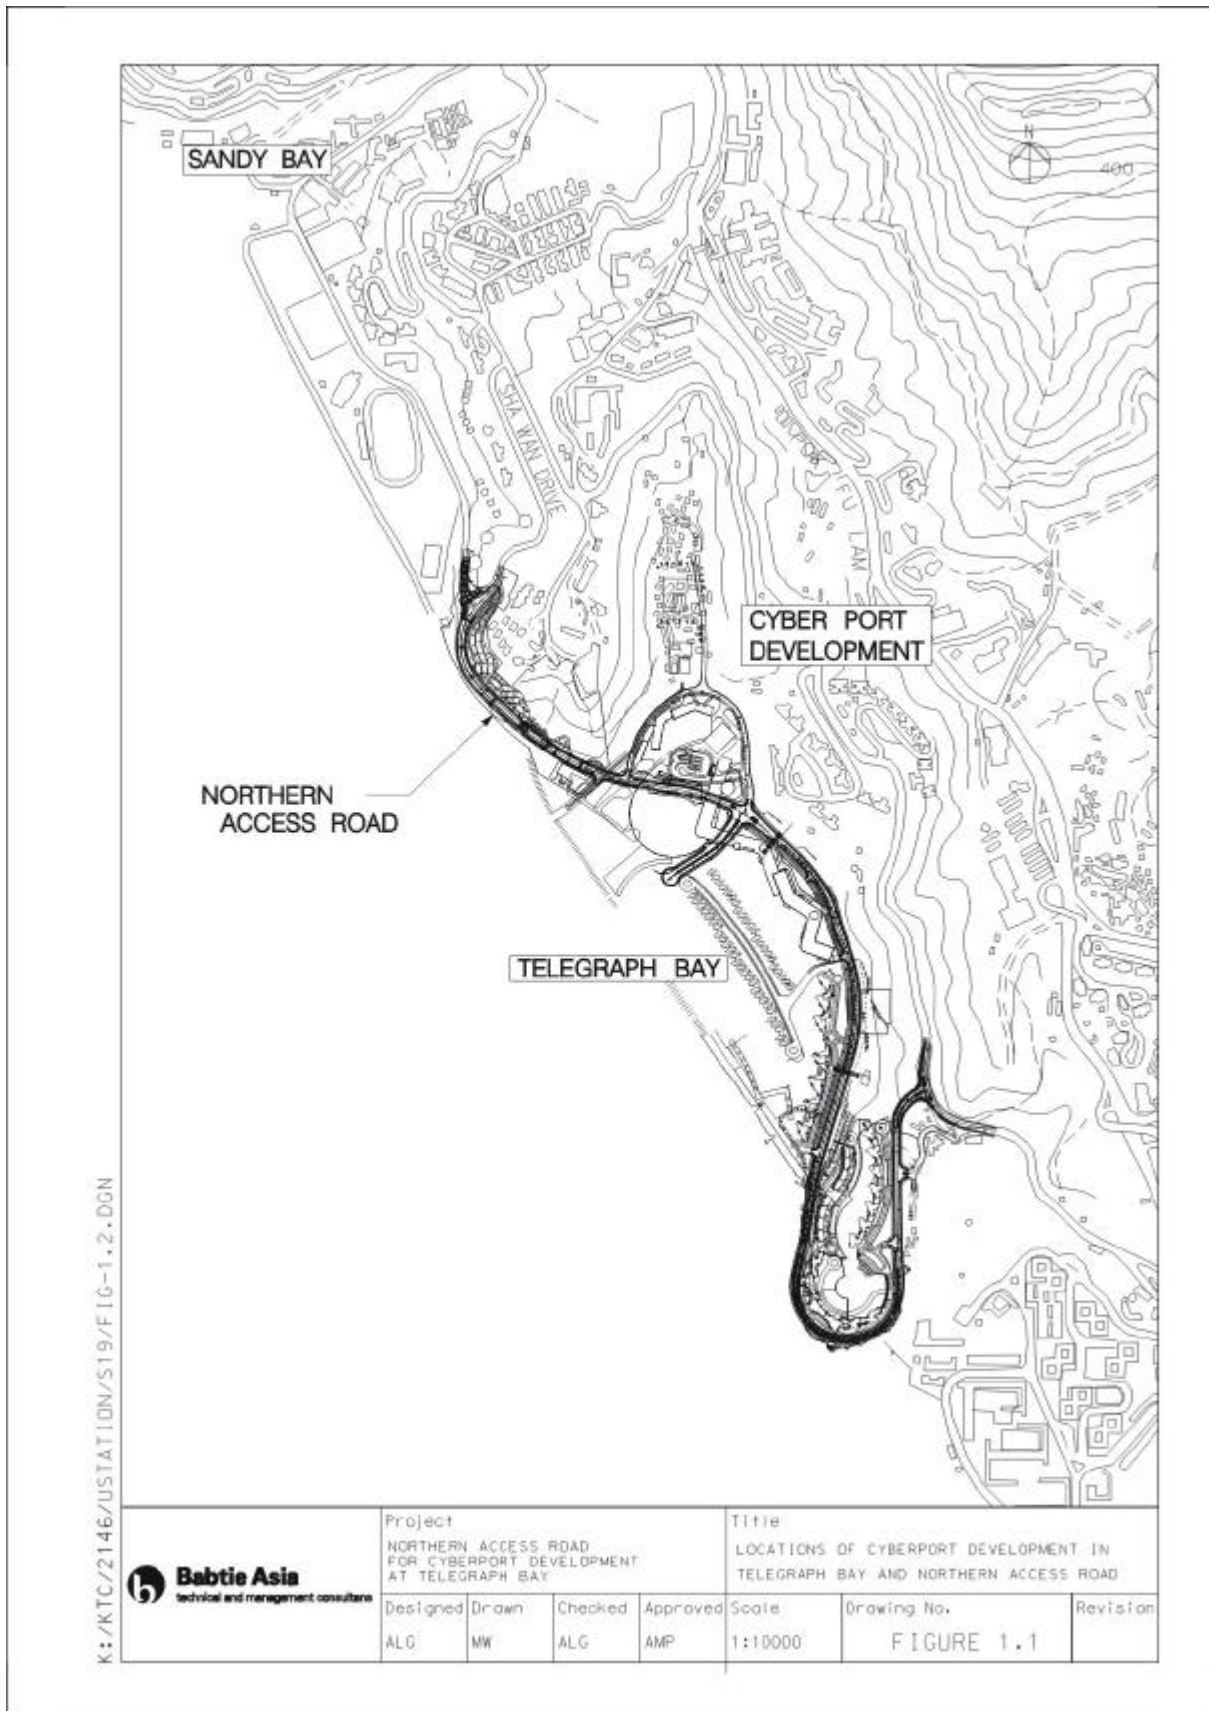 SANDY BAY
N
400
SHA WAN DRIVE
FU LAM
CYBER PORT
DEVELOPMENT
NORTHERN
ACCESS ROAD
TELEGRAPH BAY
K:/KTC/2146/USTATION/S19/FIG-1.2.DGN
b
Babtie Asia
technical and management consultans
Project
NORTHERN ACCESS ROAD
FOR CYBERPORT DEVELOPMENT
AT TELEGRAPH BAY
Title
LOCATIONS OF CYBERPORT DEVELOPMENT IN
TELEGRAPH BAY AND NORTHERN ACCESS ROAD
Designed
ALG
Drawn
MW
Checked
ALG
Approved
AMP
Scale
1:10000
Drawing No.
FIGURE 1.1
Revision